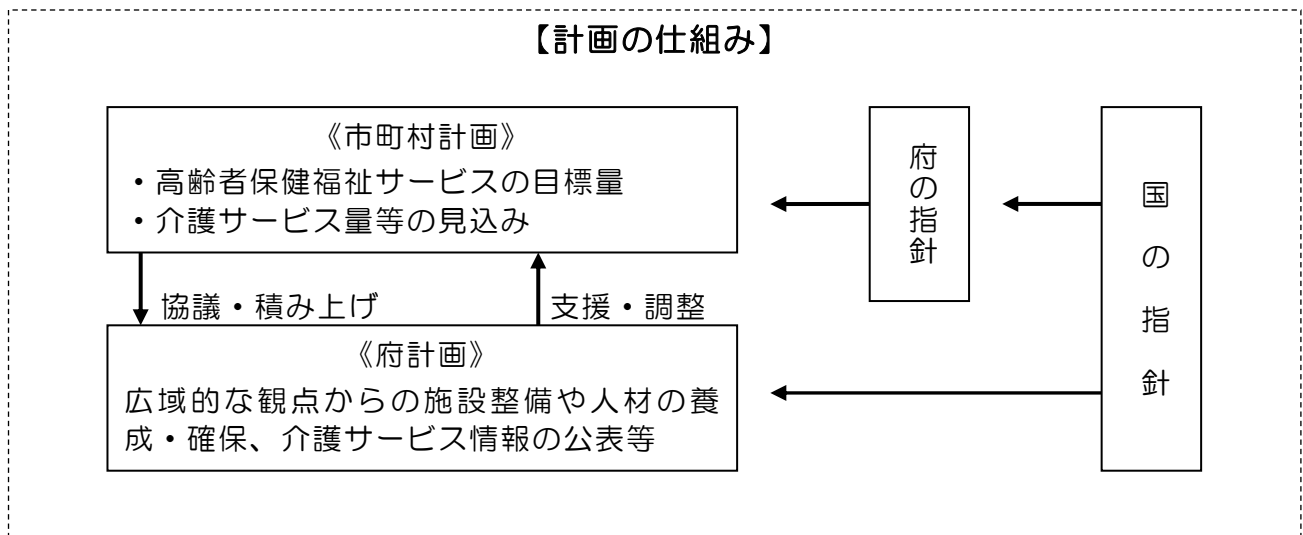 【計画の仕組み】
《市町村計画》
・高齢者保健福祉サービスの目標量
・介護サービス量等の見込み
府の指針
国の指針
協議・積み上げ
支援・調整
《府計画》
広域的な観点からの施設整備や人材の養
成・確保、介護サービス情報の公表等